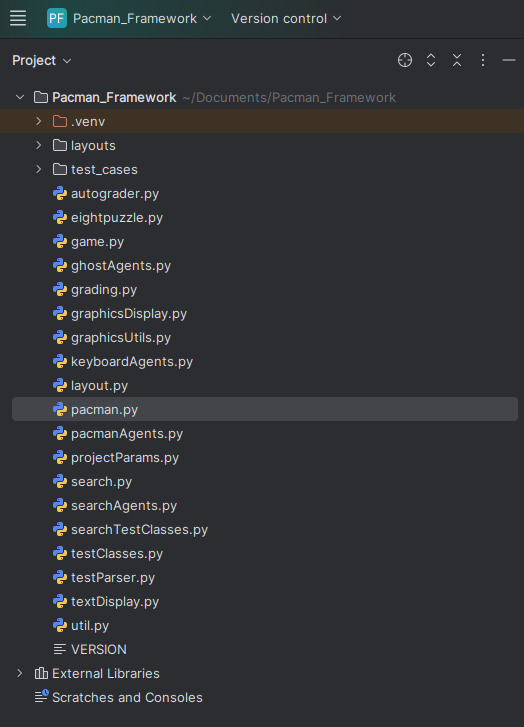 PF Pacman_Framework Version control
Project
Pacman_Framework ~/Documents/Pacman_Framework
.venv
layouts
test_cases
autograder.py
eightpuzzle.py
game.py
ghostAgents.py
grading.py
graphicsDisplay.py
graphicsUtils.py
keyboardAgents.py
layout.py
pacman.py
pacmanAgents.py
projectParams.py
search.py
searchAgents.py
searchTestClasses.py
testClasses.py
testParser.py
textDisplay.py
util.py
VERSION
External Libraries
Scratches and Consoles